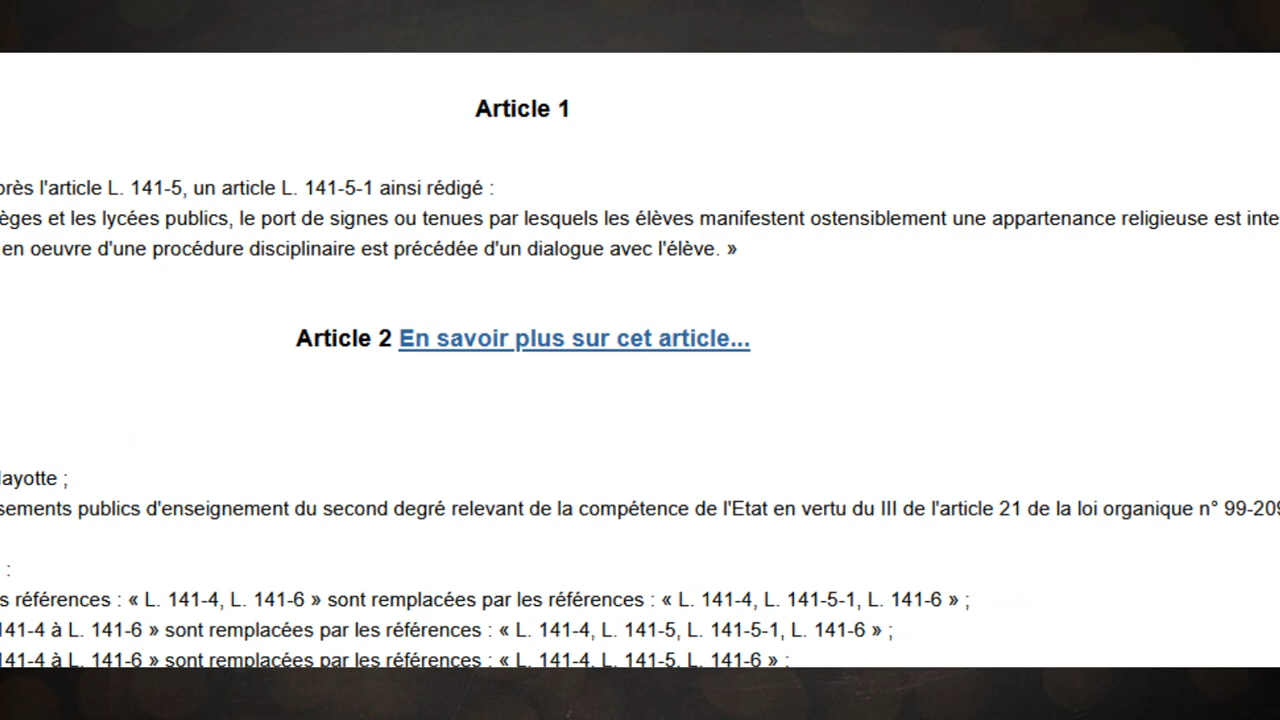 Article 1
près l'article L. 141-5, un article L. 141-5-1 ainsi rédigé :
èges et les lycées publics, le port de signes ou tenues par lesquels les élèves manifestent ostensiblement une appartenance religieuse est inte
en oeuvre d'une procédure disciplinaire est précédée d'un dialogue avec l'élève. »
Article 2 En savoir plus sur cet article...
ayotte ;
sements publics d'enseignement du second degré relevant de la compétence de l'Etat en vertu du III de l'article 21 de la loi organique n° 99-209
:
s références : « L. 141-4, L. 141-6 » sont remplacées par les références : « L. 141-4, L. 141-5-1, L. 141-6 » ;
141-4 à L. 141-6 » sont remplacées par les références : « L. 141-4, L. 141-5, L. 141-5-1, L. 141-6 » ;
141-4 à L. 141-6 » sont remplacées par les références : « L. 141-4, L. 141-5, L. 141-6 » ;